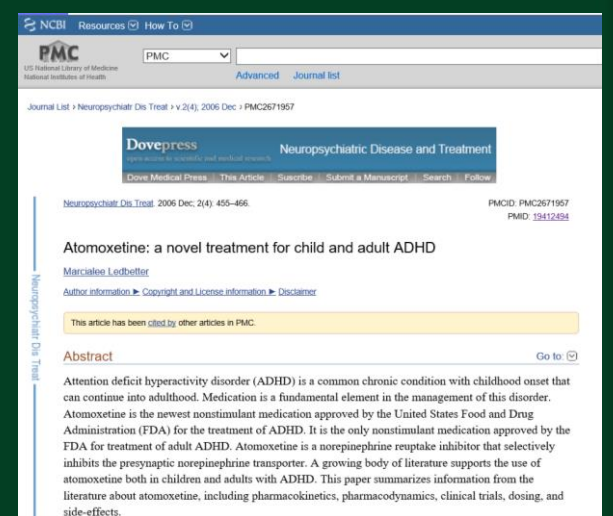 NCBI Resources How To
PMC
US National Library of Medicine
National Institutes of Health
PMC
Advanced Journal list
Journal List › Neuropsychiatr Dis Treat › v.2(4); 2006 Dec › PMC2671957
Dovepress
open access to scientific and medical research
Neuropsychiatric Disease and Treatment
Dove Medical Press | This Article | Suscribe | Submit a Manuscript | Search | Follow
Neuropsychiatr Dis Treat. 2006 Dec; 2(4): 455–466.
PMCID: PMC2671957
PMID: 19412494
Atomoxetine: a novel treatment for child and adult ADHD
Marcialee Ledbetter
Author information ► Copyright and License information ► Disclaimer
This article has been cited by other articles in PMC.
Neuropsychiatr Dis Treat
Abstract
Go to:
Attention deficit hyperactivity disorder (ADHD) is a common chronic condition with childhood onset that
can continue into adulthood. Medication is a fundamental element in the management of this disorder.
Atomoxetine is the newest nonstimulant medication approved by the United States Food and Drug
Administration (FDA) for the treatment of ADHD. It is the only nonstimulant medication approved by the
FDA for treatment of adult ADHD. Atomoxetine is a norepinephrine reuptake inhibitor that selectively
inhibits the presynaptic norepinephrine transporter. A growing body of literature supports the use of
atomoxetine both in children and adults with ADHD. This paper summarizes information from the
literature about atomoxetine, including pharmacokinetics, pharmacodynamics, clinical trials, dosing, and
side-effects.